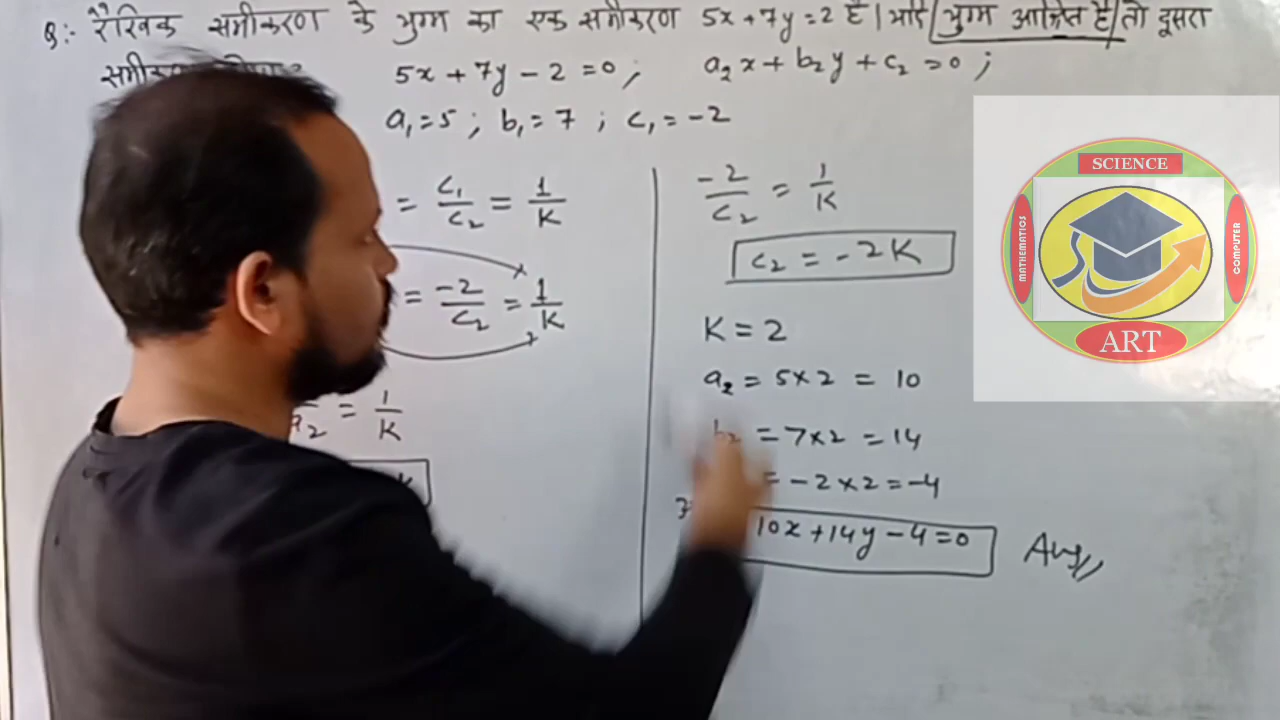 Q:- रैखिक समीकरण के युग्म का एक समीकरण 5x+7y=2 है। यदि युग्म आश्रित है तो दूसरा
5x+7y-2=0; a₂x+b₂y+c₂=0;
a₁=5; b₁=7; c₁=-2
= c₁/c₂ = 1/K
= -2/c₂ = 1/K
a₂ = 1/K
-2/c₂ = 1/K
c₂ = -2K
K=2
a₂ = 5×2 = 10
b₂ = 7×2 = 14
= -2×2 = -4
10x+14y-4=0 Ans
SCIENCE
MATHEMATICS
COMPUTER
ART